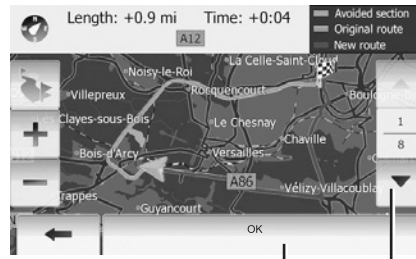 Length: +0.9 mi Time: +0:04
Avoided section
Original route
New route
A12
La Celle-Saint-Cloud
Noisy-le-Roi
Villepreux
Rocquencourt
Clayes-sous-Bois
Le Chesnay
1
8
Bois-d'Arcy
Versailles
Chaville
A86
Vélizy-Villacoublay
Guyancourt
OK